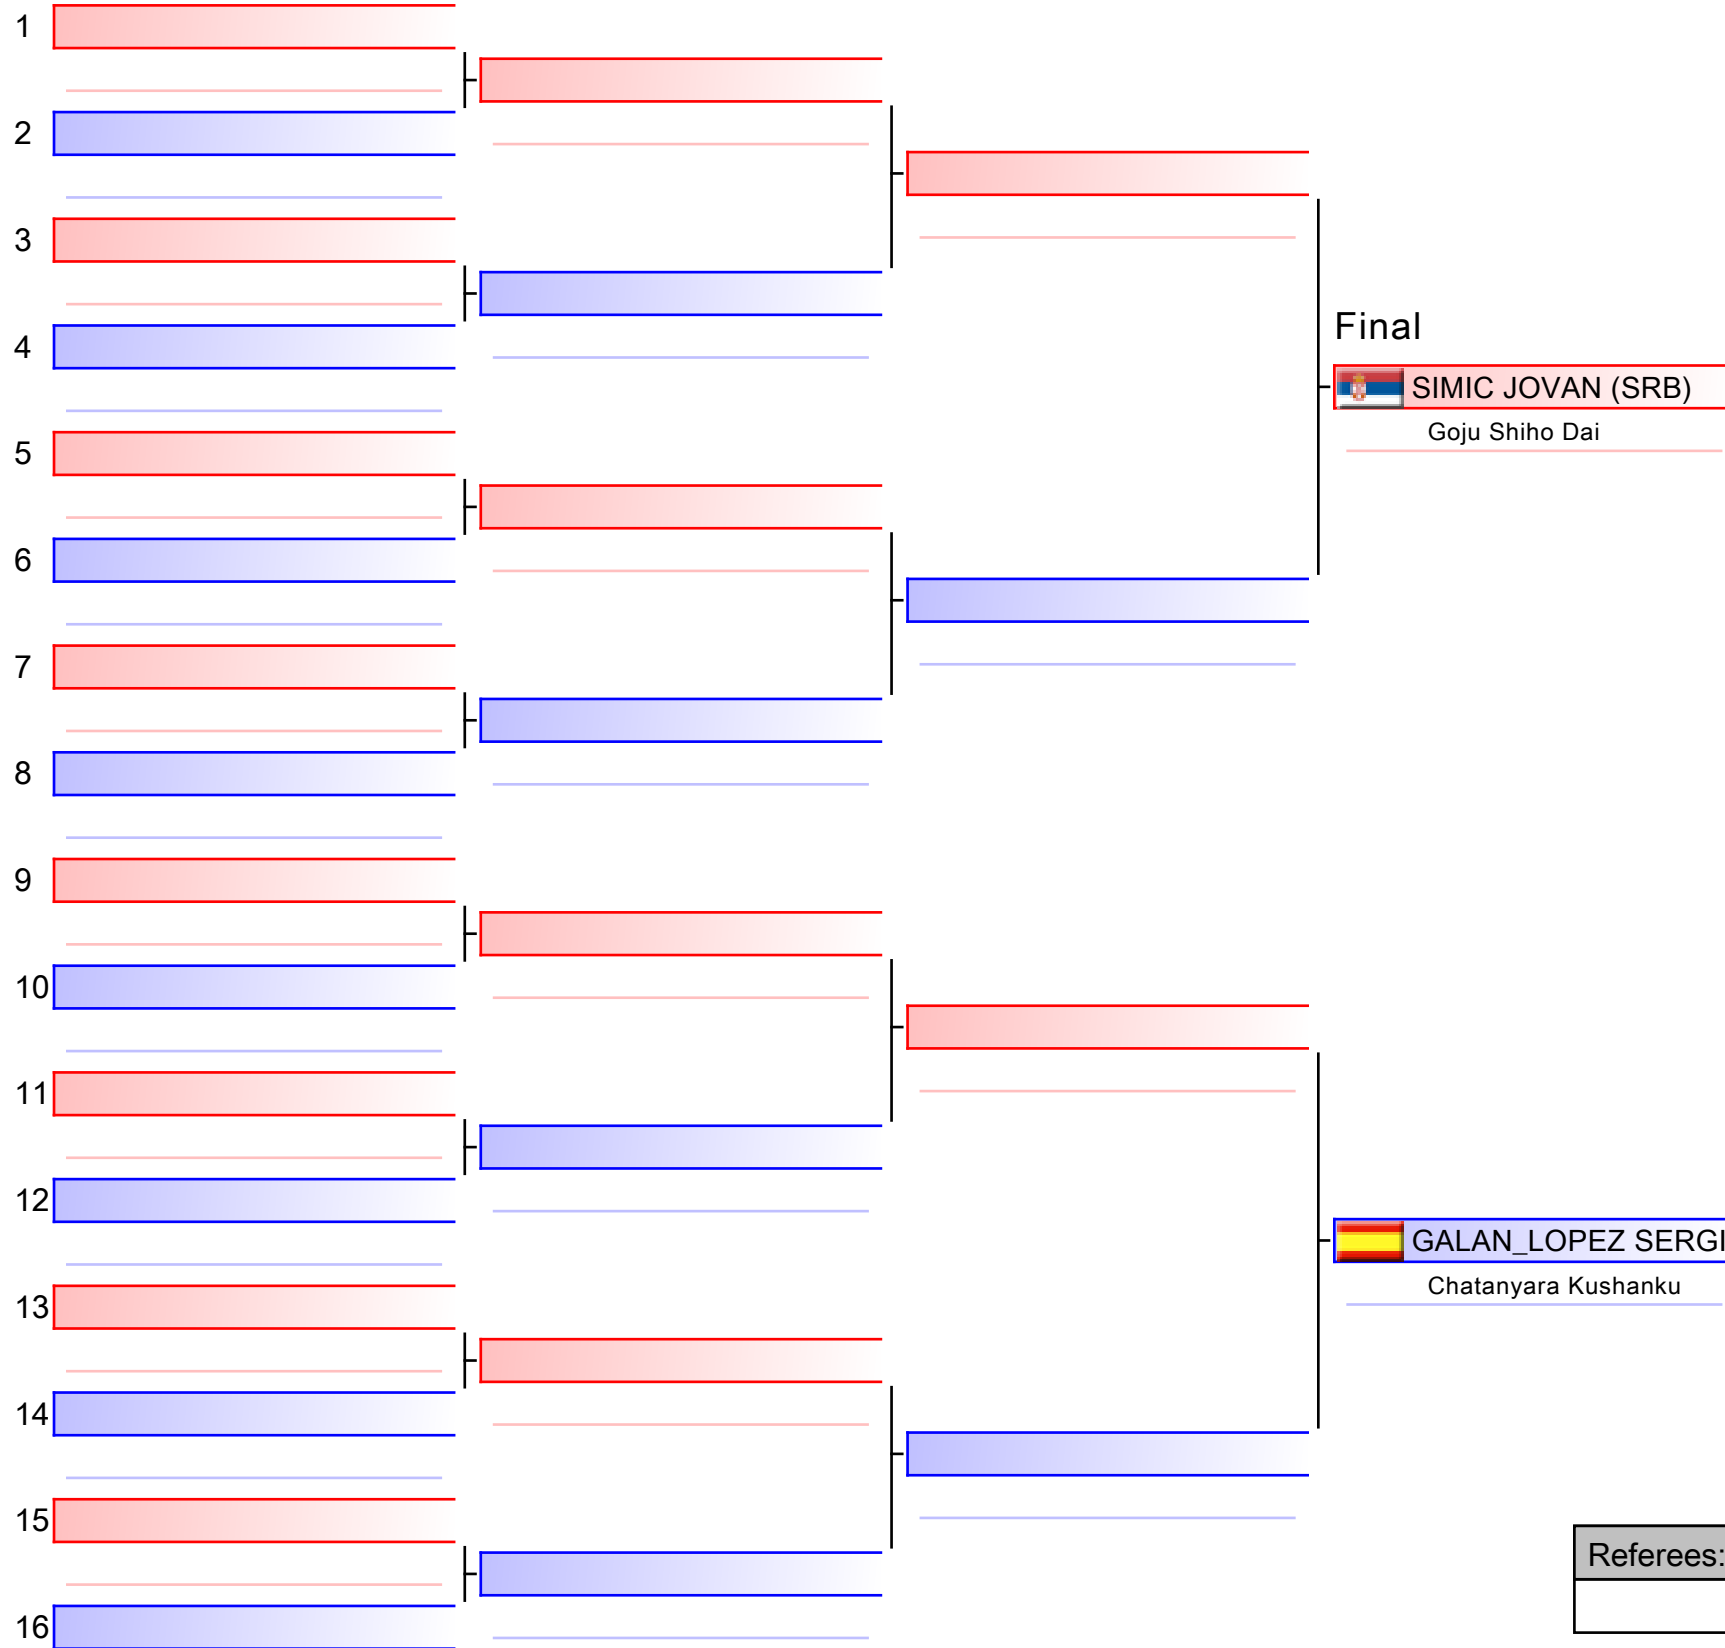 1
2
3
4
Final
SIMIC JOVAN (SRB)
Goju Shiho Dai
5
6
7
8
9
10
11
12
GALAN_LOPEZ SERGI
Chatanyara Kushanku
13
14
15
Referees:
16